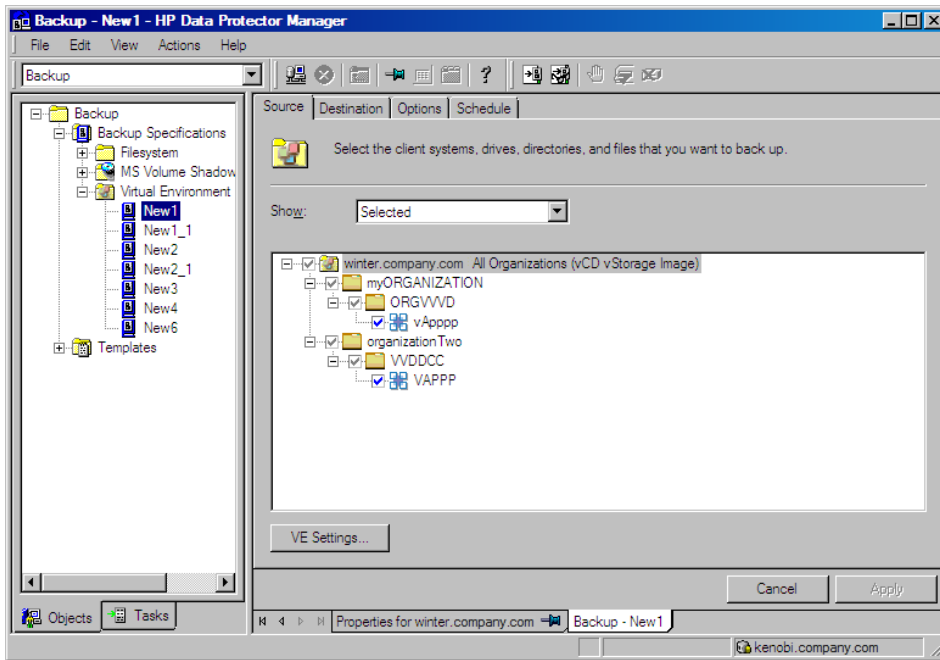 Backup - New1 - HP Data Protector Manager
File Edit View Actions Help
Backup
Backup
Backup Specifications
Filesystem
MS Volume Shadow
Virtual Environment
New1
New1_1
New2
New2_1
New3
New4
New6
Templates
Objects Tasks
Source Destination Options Schedule
Select the client systems, drives, directories, and files that you want to back up.
Show: Selected
winter.company.com All Organizations (vCD vStorage Image)
myORGANIZATION
ORGVVVD
vApppp
organizationTwo
VVDDCC
VAPPP
VE Settings...
Cancel Apply
Properties for winter.company.com Backup - New1
kenobi.company.com